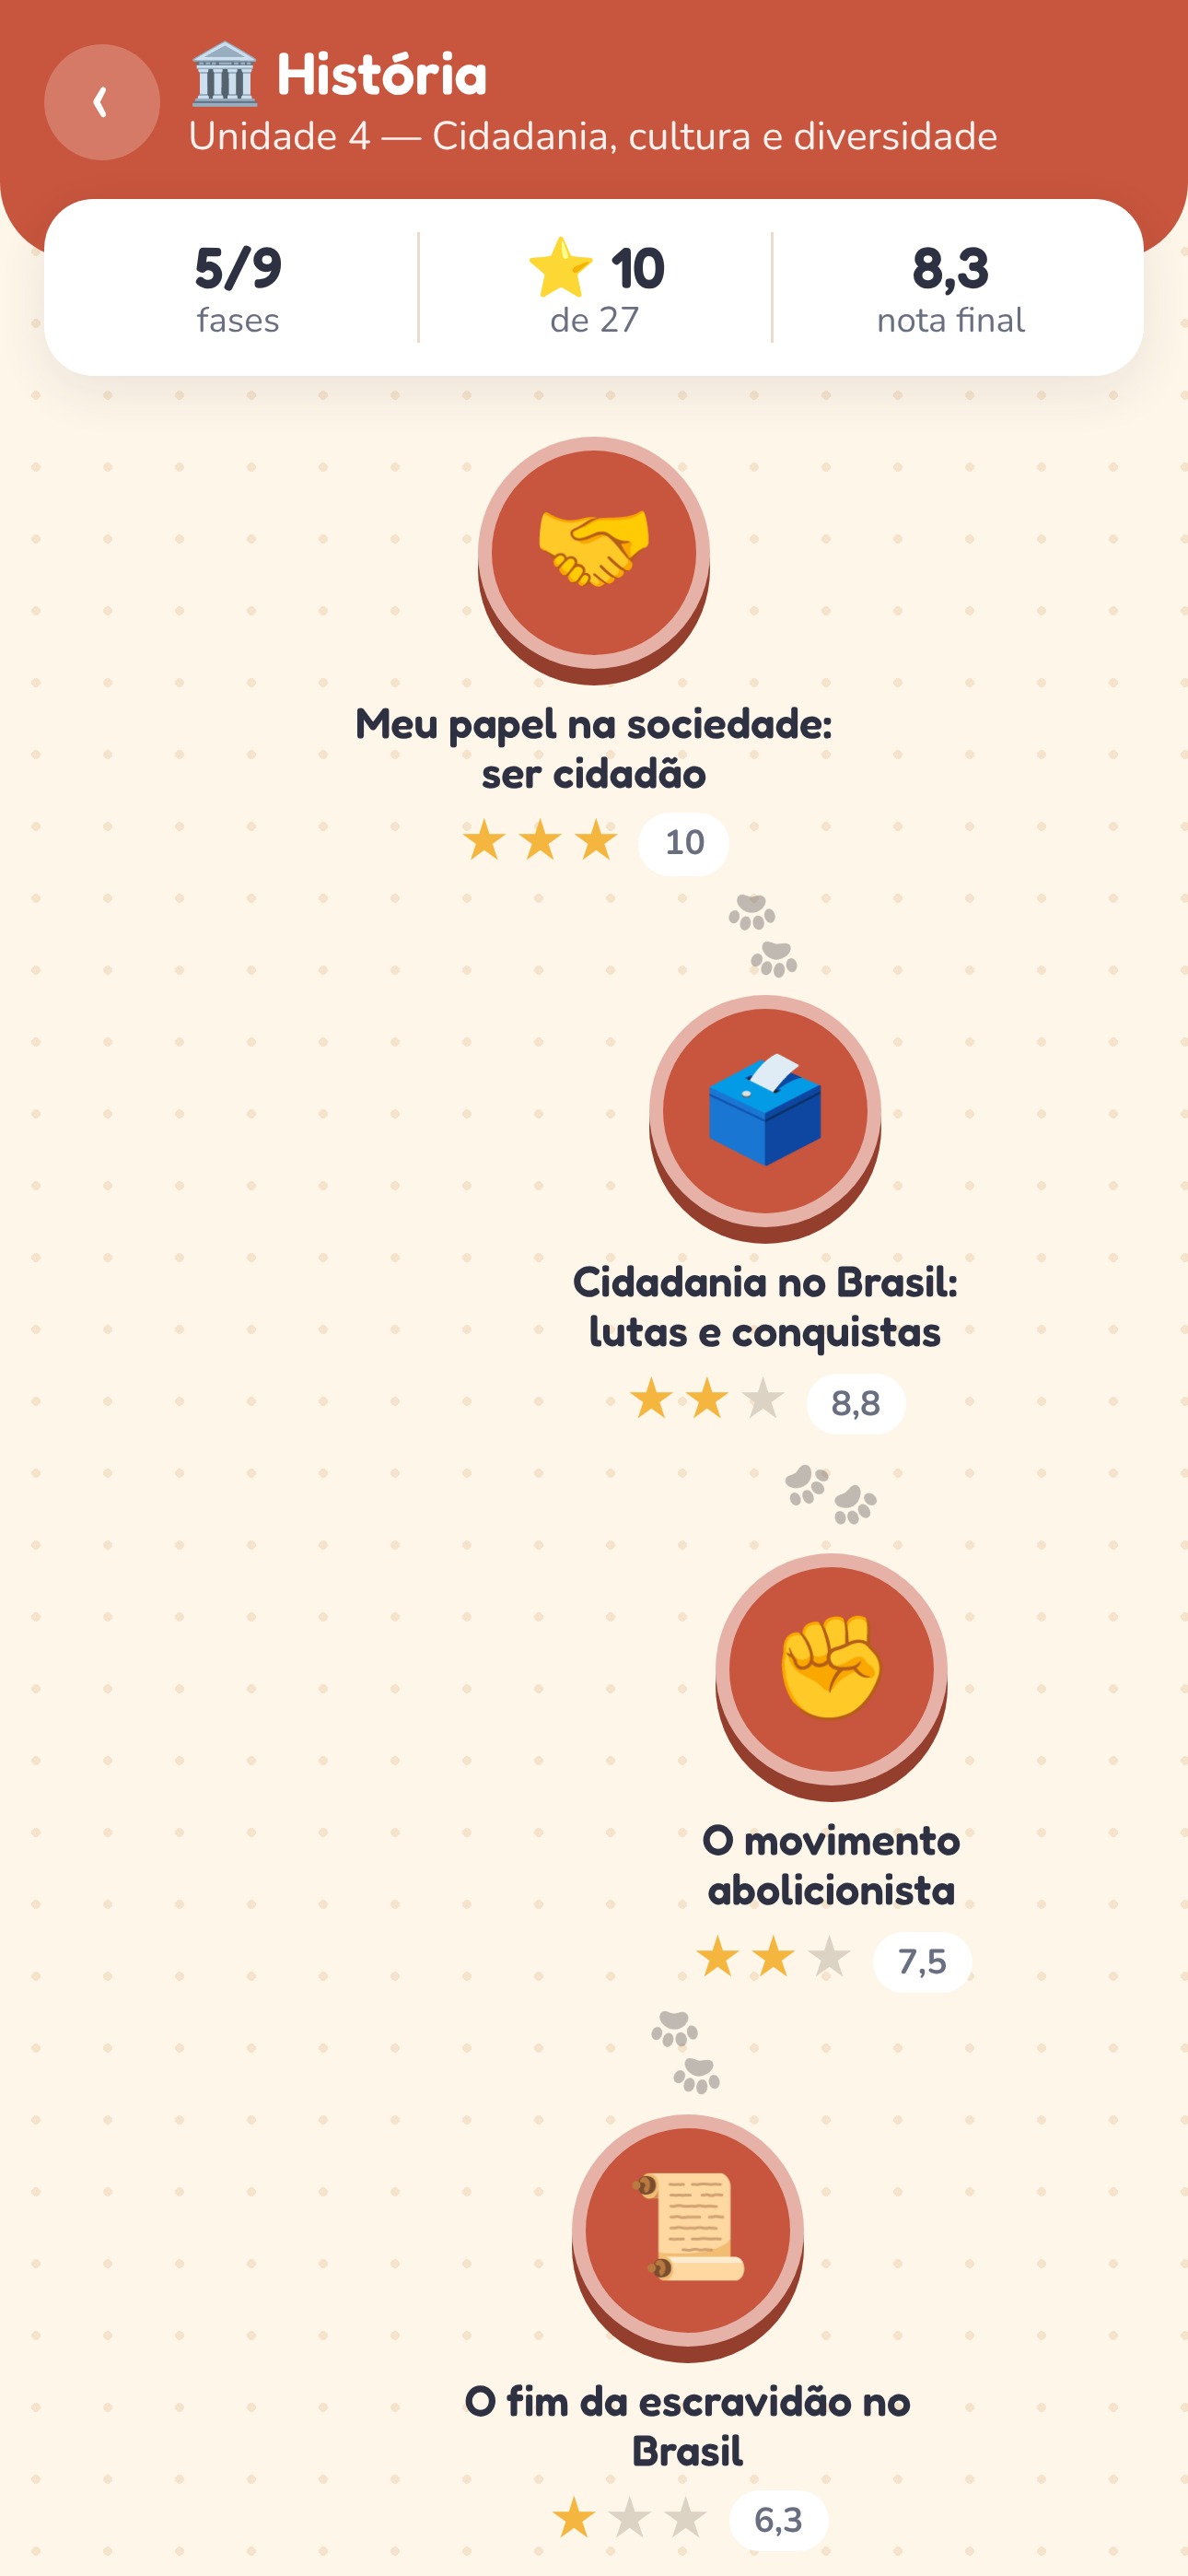 História
Unidade 4 — Cidadania, cultura e diversidade
5/9
fases
10
de 27
8,3
nota final
Meu papel na sociedade:
ser cidadão
10
Cidadania no Brasil:
lutas e conquistas
8,8
O movimento
abolicionista
7,5
O fim da escravidão no
Brasil
6,3